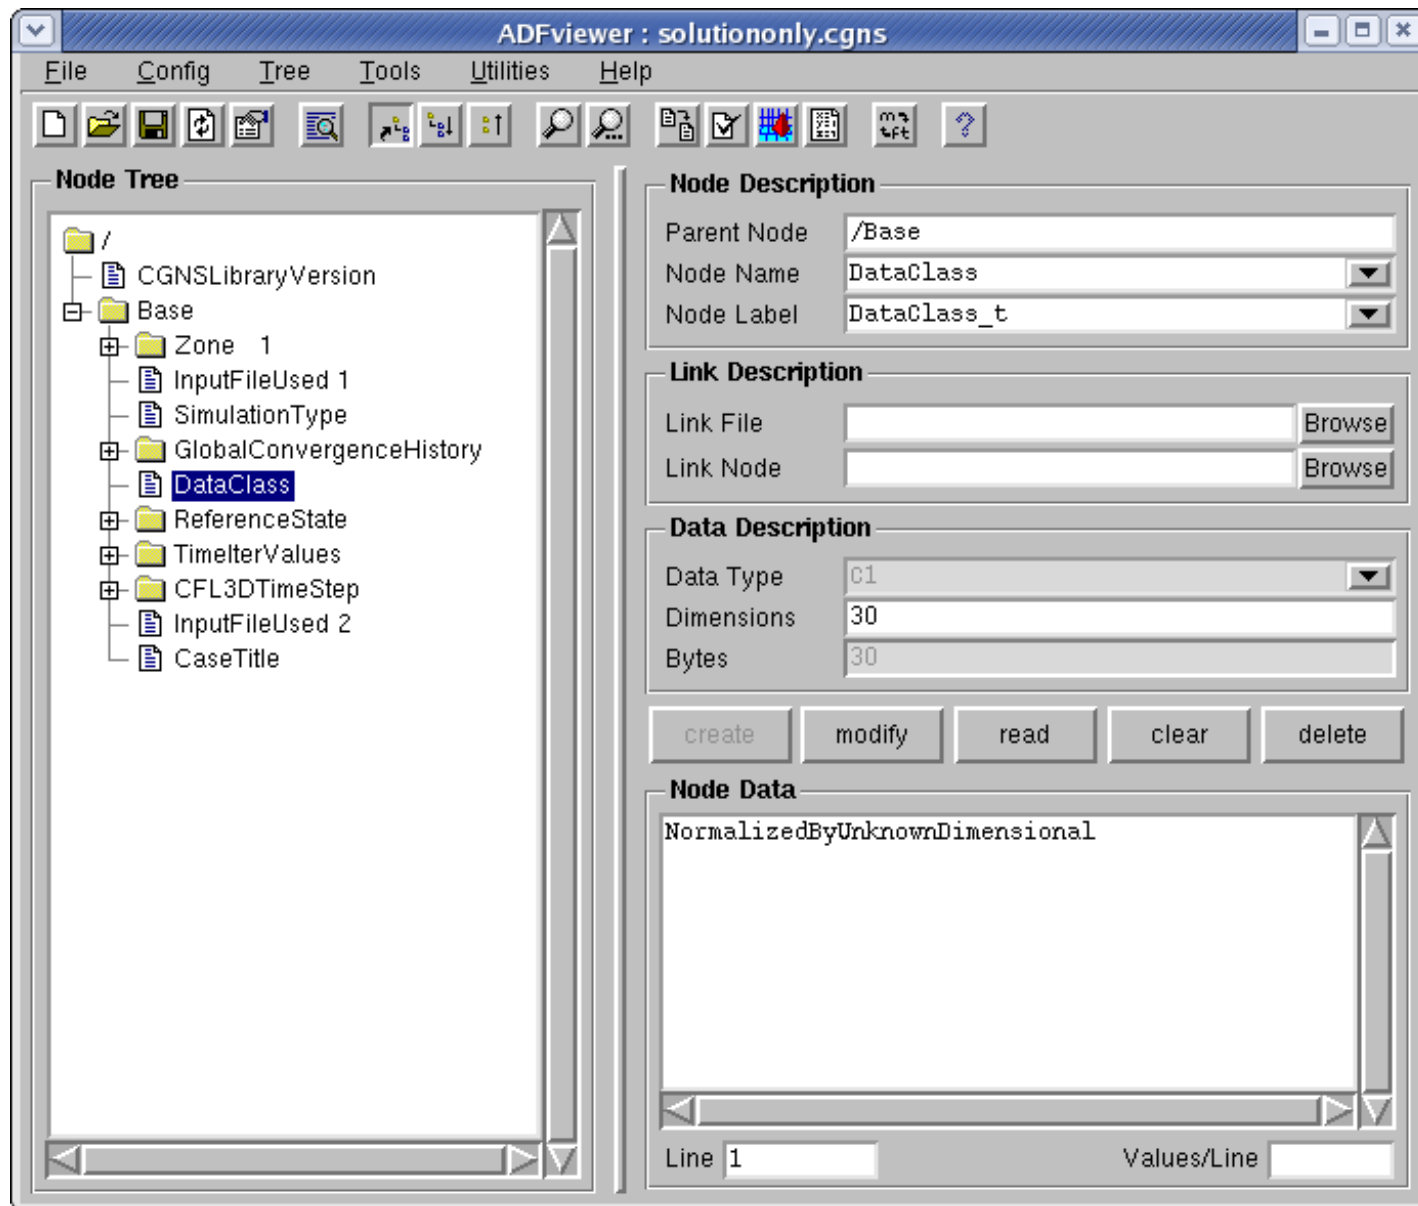 ADFviewer : solutiononly.cgns
File Config Tree Tools Utilities Help
Node Tree
/
CGNSLibraryVersion
Base
Zone 1
InputFileUsed 1
SimulationType
GlobalConvergenceHistory
DataClass
ReferenceState
TimeIterValues
CFL3DTimeStep
InputFileUsed 2
CaseTitle
Node Description
Parent Node /Base
Node Name DataClass
Node Label DataClass_t
Link Description
Link File Browse
Link Node Browse
Data Description
Data Type C1
Dimensions 30
Bytes 30
create modify read clear delete
Node Data
NormalizedByUnknownDimensional
Line 1 Values/Line